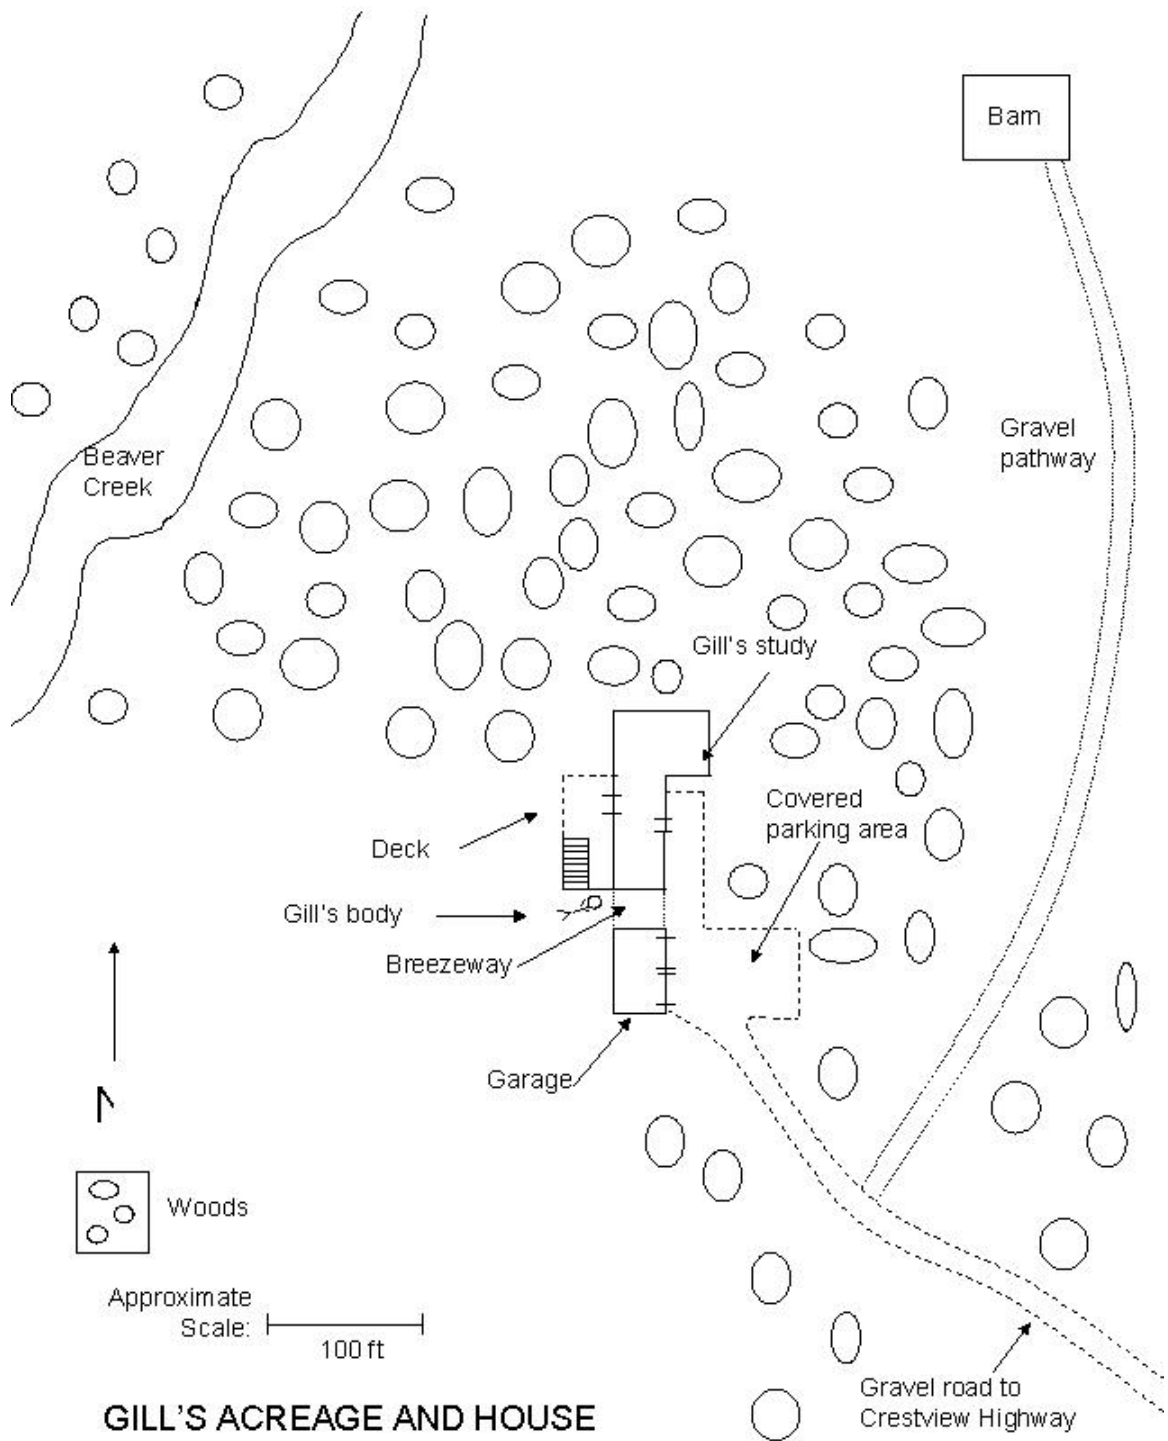 Barn
Beaver
Creek
Gravel
pathway
Gill's study
Covered
parking area
Deck
Gill's body
Breezeway
Garage
N
Woods
Approximate
Scale:
100 ft
Gravel road to
Crestview Highway
GILL'S ACREAGE AND HOUSE